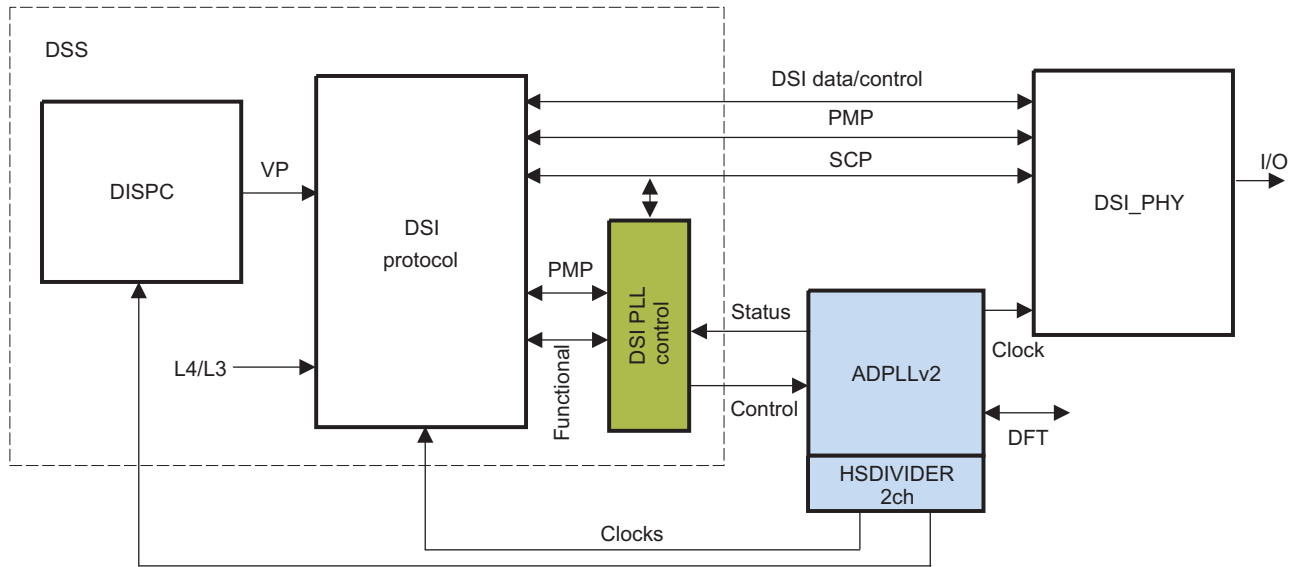 DSS
DISPC
VP
L4/L3
DSI
protocol
DSI data/control
PMP
SCP
PMP
Functional
DSI PLL
control
Status
Control
ADPLLv2
HSDIVIDER
2ch
Clock
DFT
DSI_PHY
I/O
Clocks